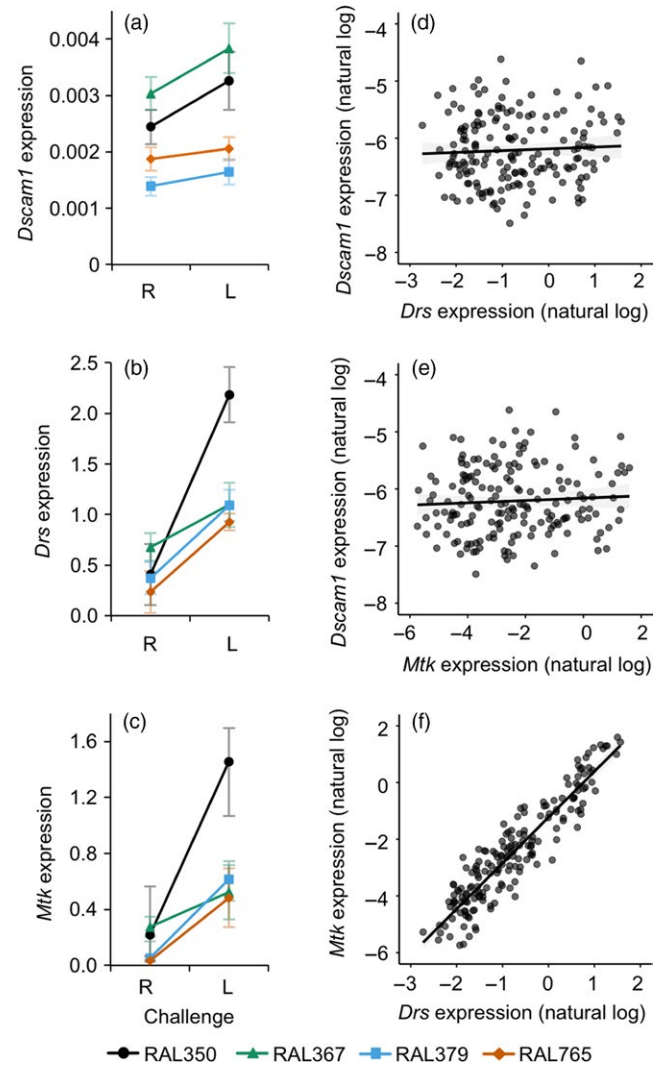 (a)
Dscam1 expression
0.004
0.003
0.002
0.001
0
R L
(d)
Dscam1 expression (natural log)
−4
−5
−6
−7
−8
−3 −2 −1 0 1 2
Drs expression (natural log)
(b)
Drs expression
2.5
2.0
1.5
1.0
0.5
0.0
R L
(e)
Dscam1 expression (natural log)
−4
−5
−6
−7
−8
−6 −4 −2 0 2
Mtk expression (natural log)
(c)
Mtk expression
1.6
1.2
0.8
0.4
0.0
R L
Challenge
(f)
Mtk expression (natural log)
2
0
−2
−4
−6
−3 −2 −1 0 1 2
Drs expression (natural log)
RAL350 RAL367 RAL379 RAL765